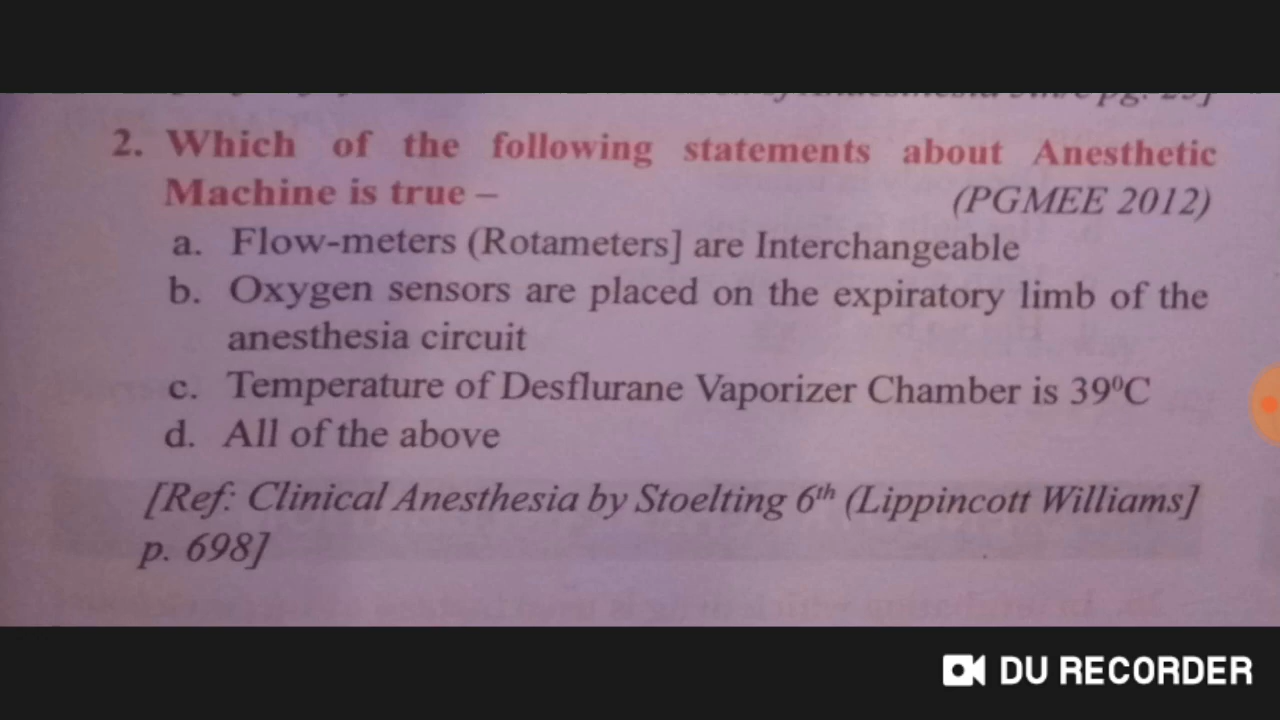 2. Which of the following statements about Anesthetic
Machine is true – (PGMEE 2012)
a. Flow-meters (Rotameters] are Interchangeable
b. Oxygen sensors are placed on the expiratory limb of the
anesthesia circuit
c. Temperature of Desflurane Vaporizer Chamber is 39⁰C
d. All of the above
[Ref: Clinical Anesthesia by Stoelting 6th (Lippincott Williams]
p. 698]
DU RECORDER